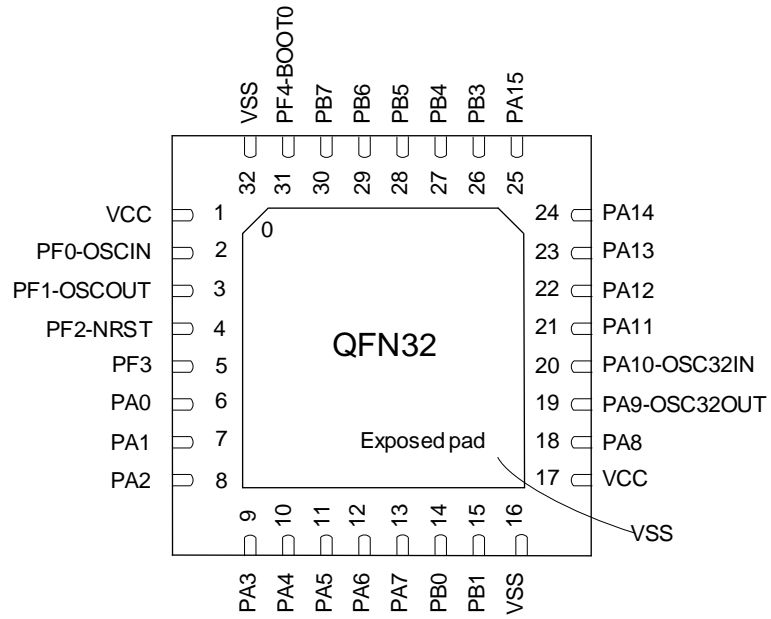 VSS
PF4-BOOT0
PB7
PB6
PB5
PB4
PB3
PA15
32
31
30
29
28
27
26
25
VCC 1
PF0-OSCIN 2
PF1-OSCOUT 3
PF2-NRST 4
PF3 5
PA0 6
PA1 7
PA2 8
0
QFN32
Exposed pad
24 PA14
23 PA13
22 PA12
21 PA11
20 PA10-OSC32IN
19 PA9-OSC32OUT
18 PA8
17 VCC
VSS
9
10
11
12
13
14
15
16
PA3
PA4
PA5
PA6
PA7
PB0
PB1
VSS